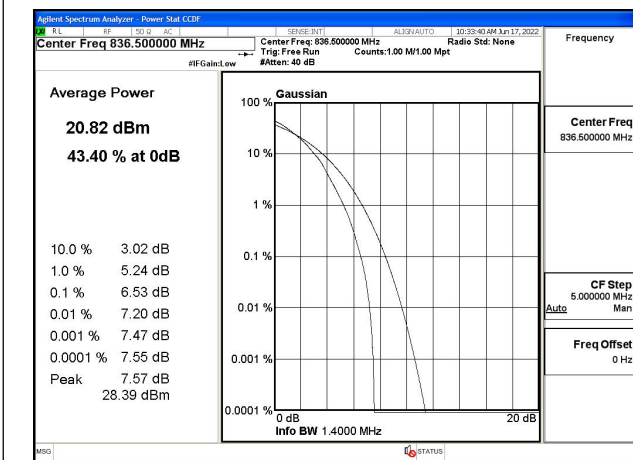 Agilent Spectrum Analyzer - Power Stat CCDF
RL RF 50 Ω AC SENSE:INT ALIGN AUTO 10:33:40 AM Jun 17, 2022
Center Freq 836.500000 MHz
Center Freq: 836.500000 MHz Radio Std: None
Trig: Free Run Counts:1.00 M/1.00 Mpt
#IFGain:Low #Atten: 40 dB
Frequency
Center Freq
836.500000 MHz
CF Step
5.000000 MHz
Auto Man
Freq Offset
0 Hz
Average Power
20.82 dBm
43.40 % at 0dB
10.0 % 3.02 dB
1.0 % 5.24 dB
0.1 % 6.53 dB
0.01 % 7.20 dB
0.001 % 7.47 dB
0.0001 % 7.55 dB
Peak 7.57 dB
28.39 dBm
Gaussian
100 %
10 %
1 %
0.1 %
0.01 %
0.001 %
0.0001 %
0 dB 20 dB
Info BW 1.4000 MHz
MSG STATUS